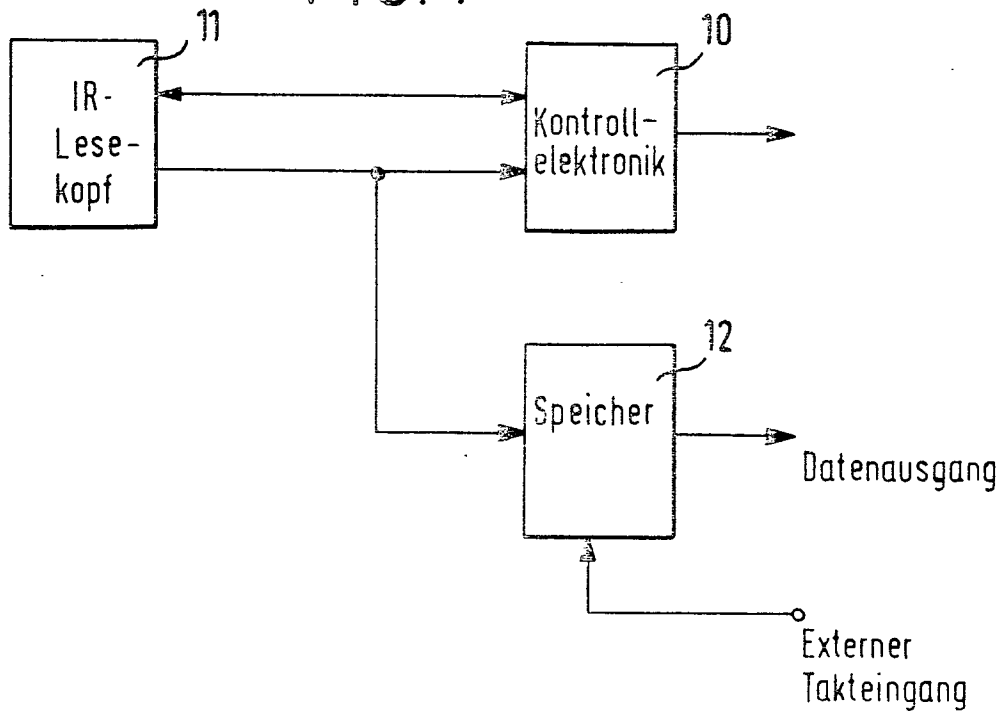 11
10
IR-
Lese-
kopf
Kontroll-
elektronik
12
Speicher
Datenausgang
Externer
Takteingang